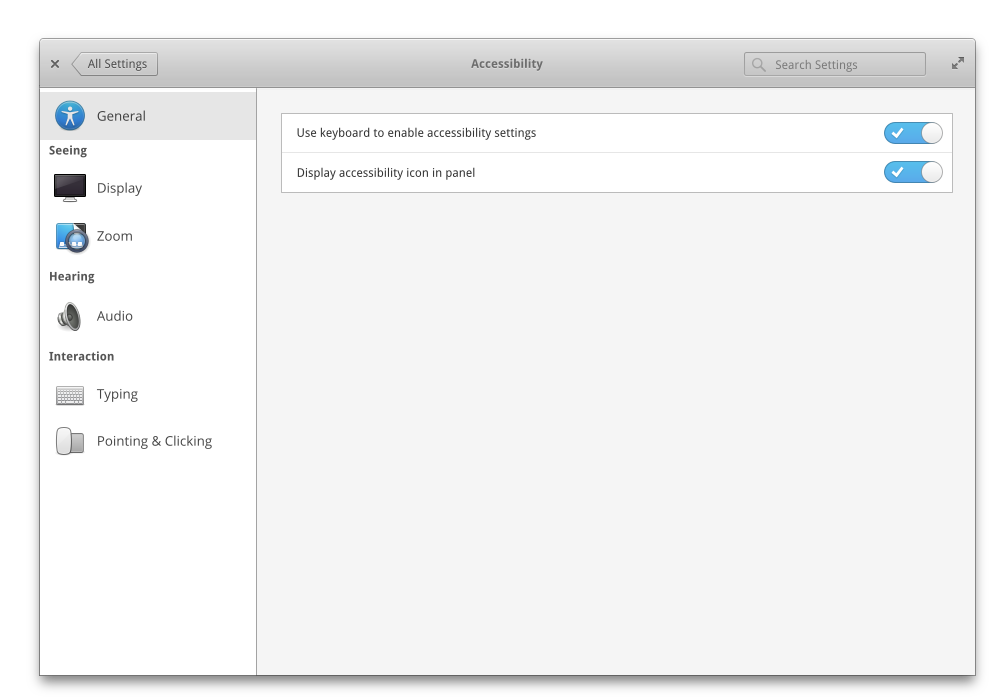 All Settings
Accessibility
Search Settings
General
Seeing
Display
Zoom
Hearing
Audio
Interaction
Typing
Pointing & Clicking
Use keyboard to enable accessibility settings
Display accessibility icon in panel